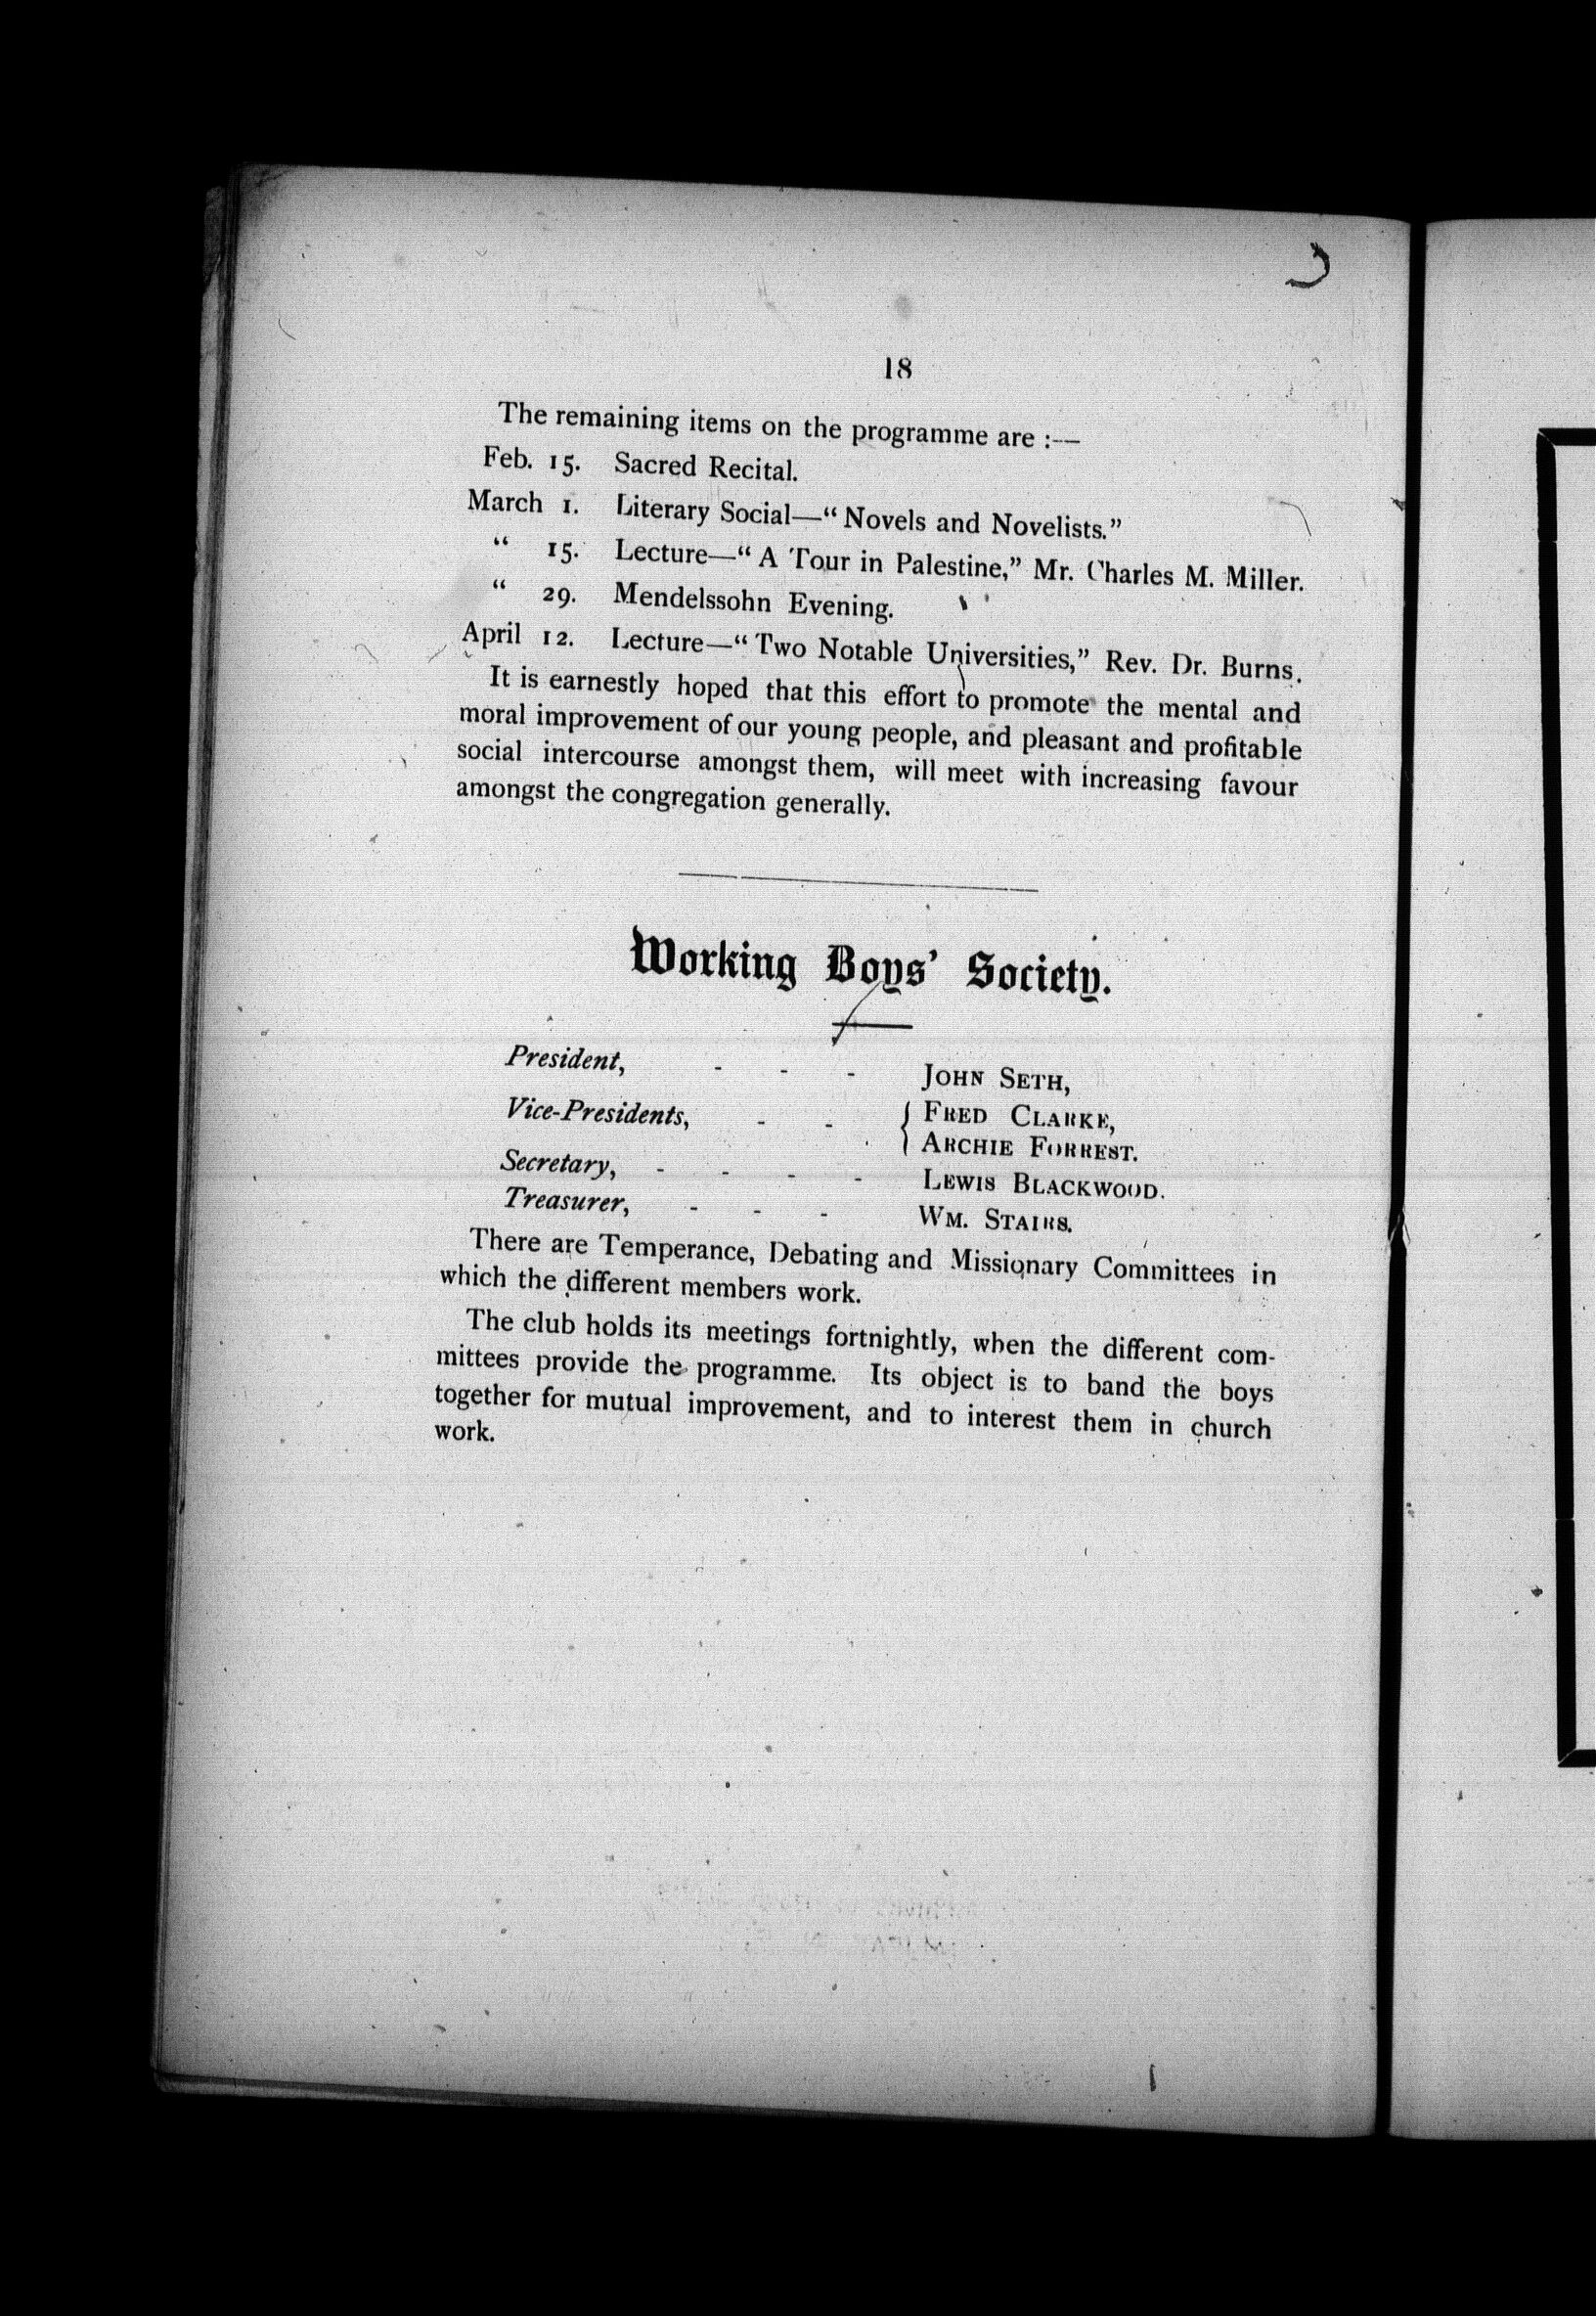 18
The remaining items on the programme are :—
Feb. 15. Sacred Recital.
March 1. Literary Social—“Novels and Novelists.”
“ 15. Lecture—“A Tour in Palestine,” Mr. Charles M. Miller.
“ 29. Mendelssohn Evening.
April 12. Lecture—“Two Notable Universities,” Rev. Dr. Burns.
It is earnestly hoped that this effort to promote the mental and
moral improvement of our young people, and pleasant and profitable
social intercourse amongst them, will meet with increasing favour
amongst the congregation generally.
Working Boys’ Society.
President, - - - JOHN SETH,
Vice-Presidents, - - { FRED CLARKE,
ARCHIE FORREST.
Secretary, - - - - LEWIS BLACKWOOD.
Treasurer, - - - WM. STAIRS.
There are Temperance, Debating and Missionary Committees in
which the different members work.
The club holds its meetings fortnightly, when the different com-
mittees provide the programme. Its object is to band the boys
together for mutual improvement, and to interest them in church
work.